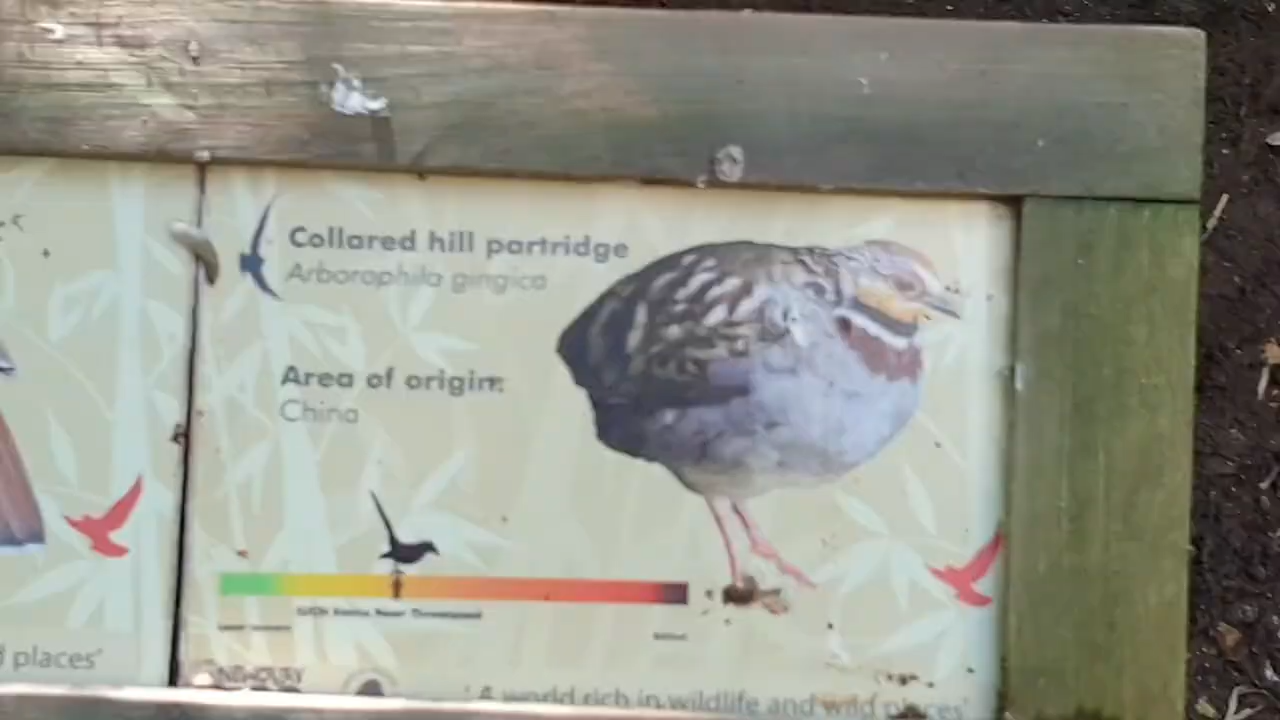 Collared hill partridge
Arborophila gingica
Area of origin:
China
IUCN Status: Near Threatened
places'
'A world rich in wildlife and wild places'